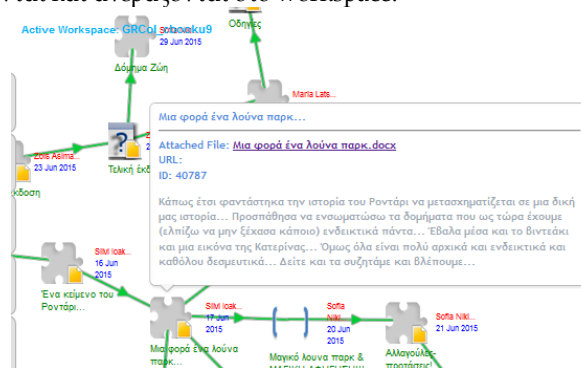 Active Workspace: GRCol_
29 Jun 2015
Οδηγίες
Δόμημα Ζώη
Maria Lats...
Μια φορά ένα λούνα παρκ...
Attached File: Μια φορά ένα λούνα παρκ.docx
URL:
ID: 40787
Zois Asima...
23 Jun 2015
Τελική έκδ
κδοση
Κάπως έτσι φαντάστηκα την ιστορία του Ροντάρι να μετασχηματίζεται σε μια δική
μας ιστορία... Προσπάθησα να ενσωματώσω τα δομήματα που ως τώρα έχουμε
(ελπίζω να μην ξέχασα κάποιο) ενδεικτικά πάντα... Έβαλα μέσα και το βιντεάκι
και μια εικόνα της Κατερίνας... Όμως όλα είναι πολύ αρχικά και ενδεικτικά και
καθόλου δεσμευτικά... Δείτε και τα συζητάμε και βλέπουμε...
Silvi Ioak...
16 Jun
2015
Ένα κείμενο του
Ροντάρι...
Silvi Ioak...
17 Jun
2015
Μια φορά ένα λούνα
παρκ...
Sofia
Niki...
20 Jun
2015
Μαγικό λουνα παρκ &
Sofia Niki...
21 Jun 2015
Αλλαγούλες-
προτάσεις!